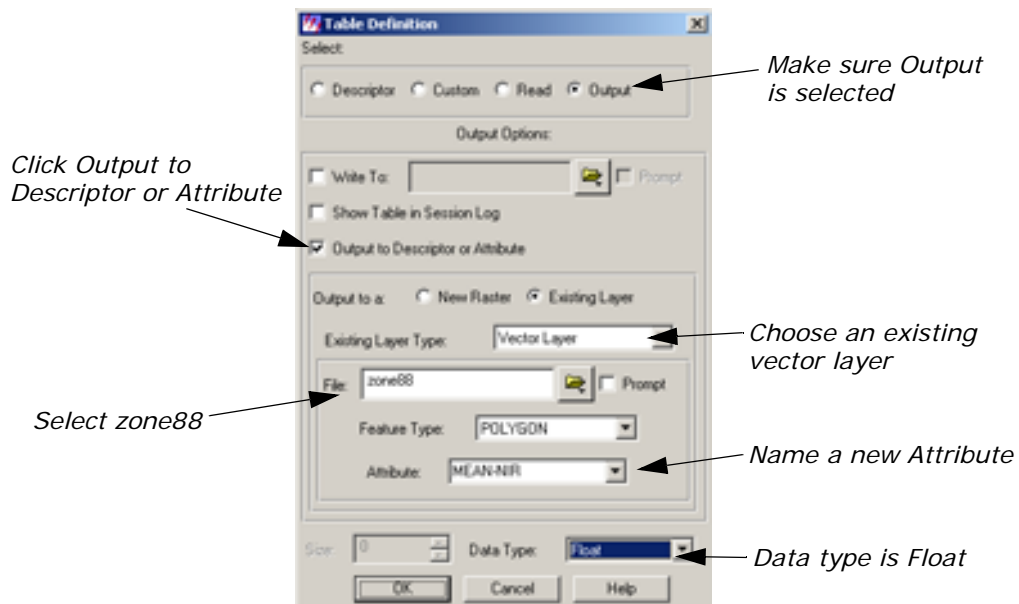 Table Definition
Select:
Descriptor Custom Read Output
Make sure Output
is selected
Output Options:
Click Output to
Descriptor or Attribute
Write To: Prompt
Show Table in Session Log
Output to Descriptor or Attribute
Output to a: New Raster Existing Layer
Existing Layer Type: Vector Layer
Choose an existing
vector layer
File: zone88 Prompt
Select zone88
Feature Type: POLYGON
Attribute: MEAN-NIR
Name a new Attribute
Size: 0 Data Type: Float
Data type is Float
OK Cancel Help